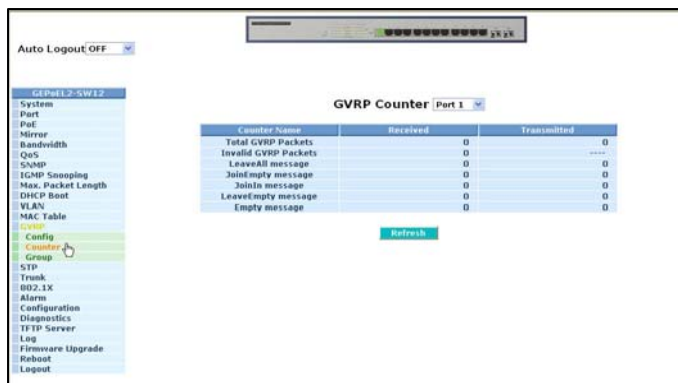 Auto Logout OFF
GEPoEL2-SW12
System
Port
PoE
Mirror
Bandwidth
QoS
SNMP
IGMP Snooping
Max. Packet Length
DHCP Boot
VLAN
MAC Table
GVRP
Config
Counter
Group
STP
Trunk
802.1X
Alarm
Configuration
Diagnostics
TFTP Server
Log
Firmware Upgrade
Reboot
Logout
GVRP Counter Port 1
Counter Name Received Transmitted
Total GVRP Packets 0 0
Invalid GVRP Packets 0 ----
LeaveAll message 0 0
JoinEmpty message 0 0
JoinIn message 0 0
LeaveEmpty message 0 0
Empty message 0 0
Refresh